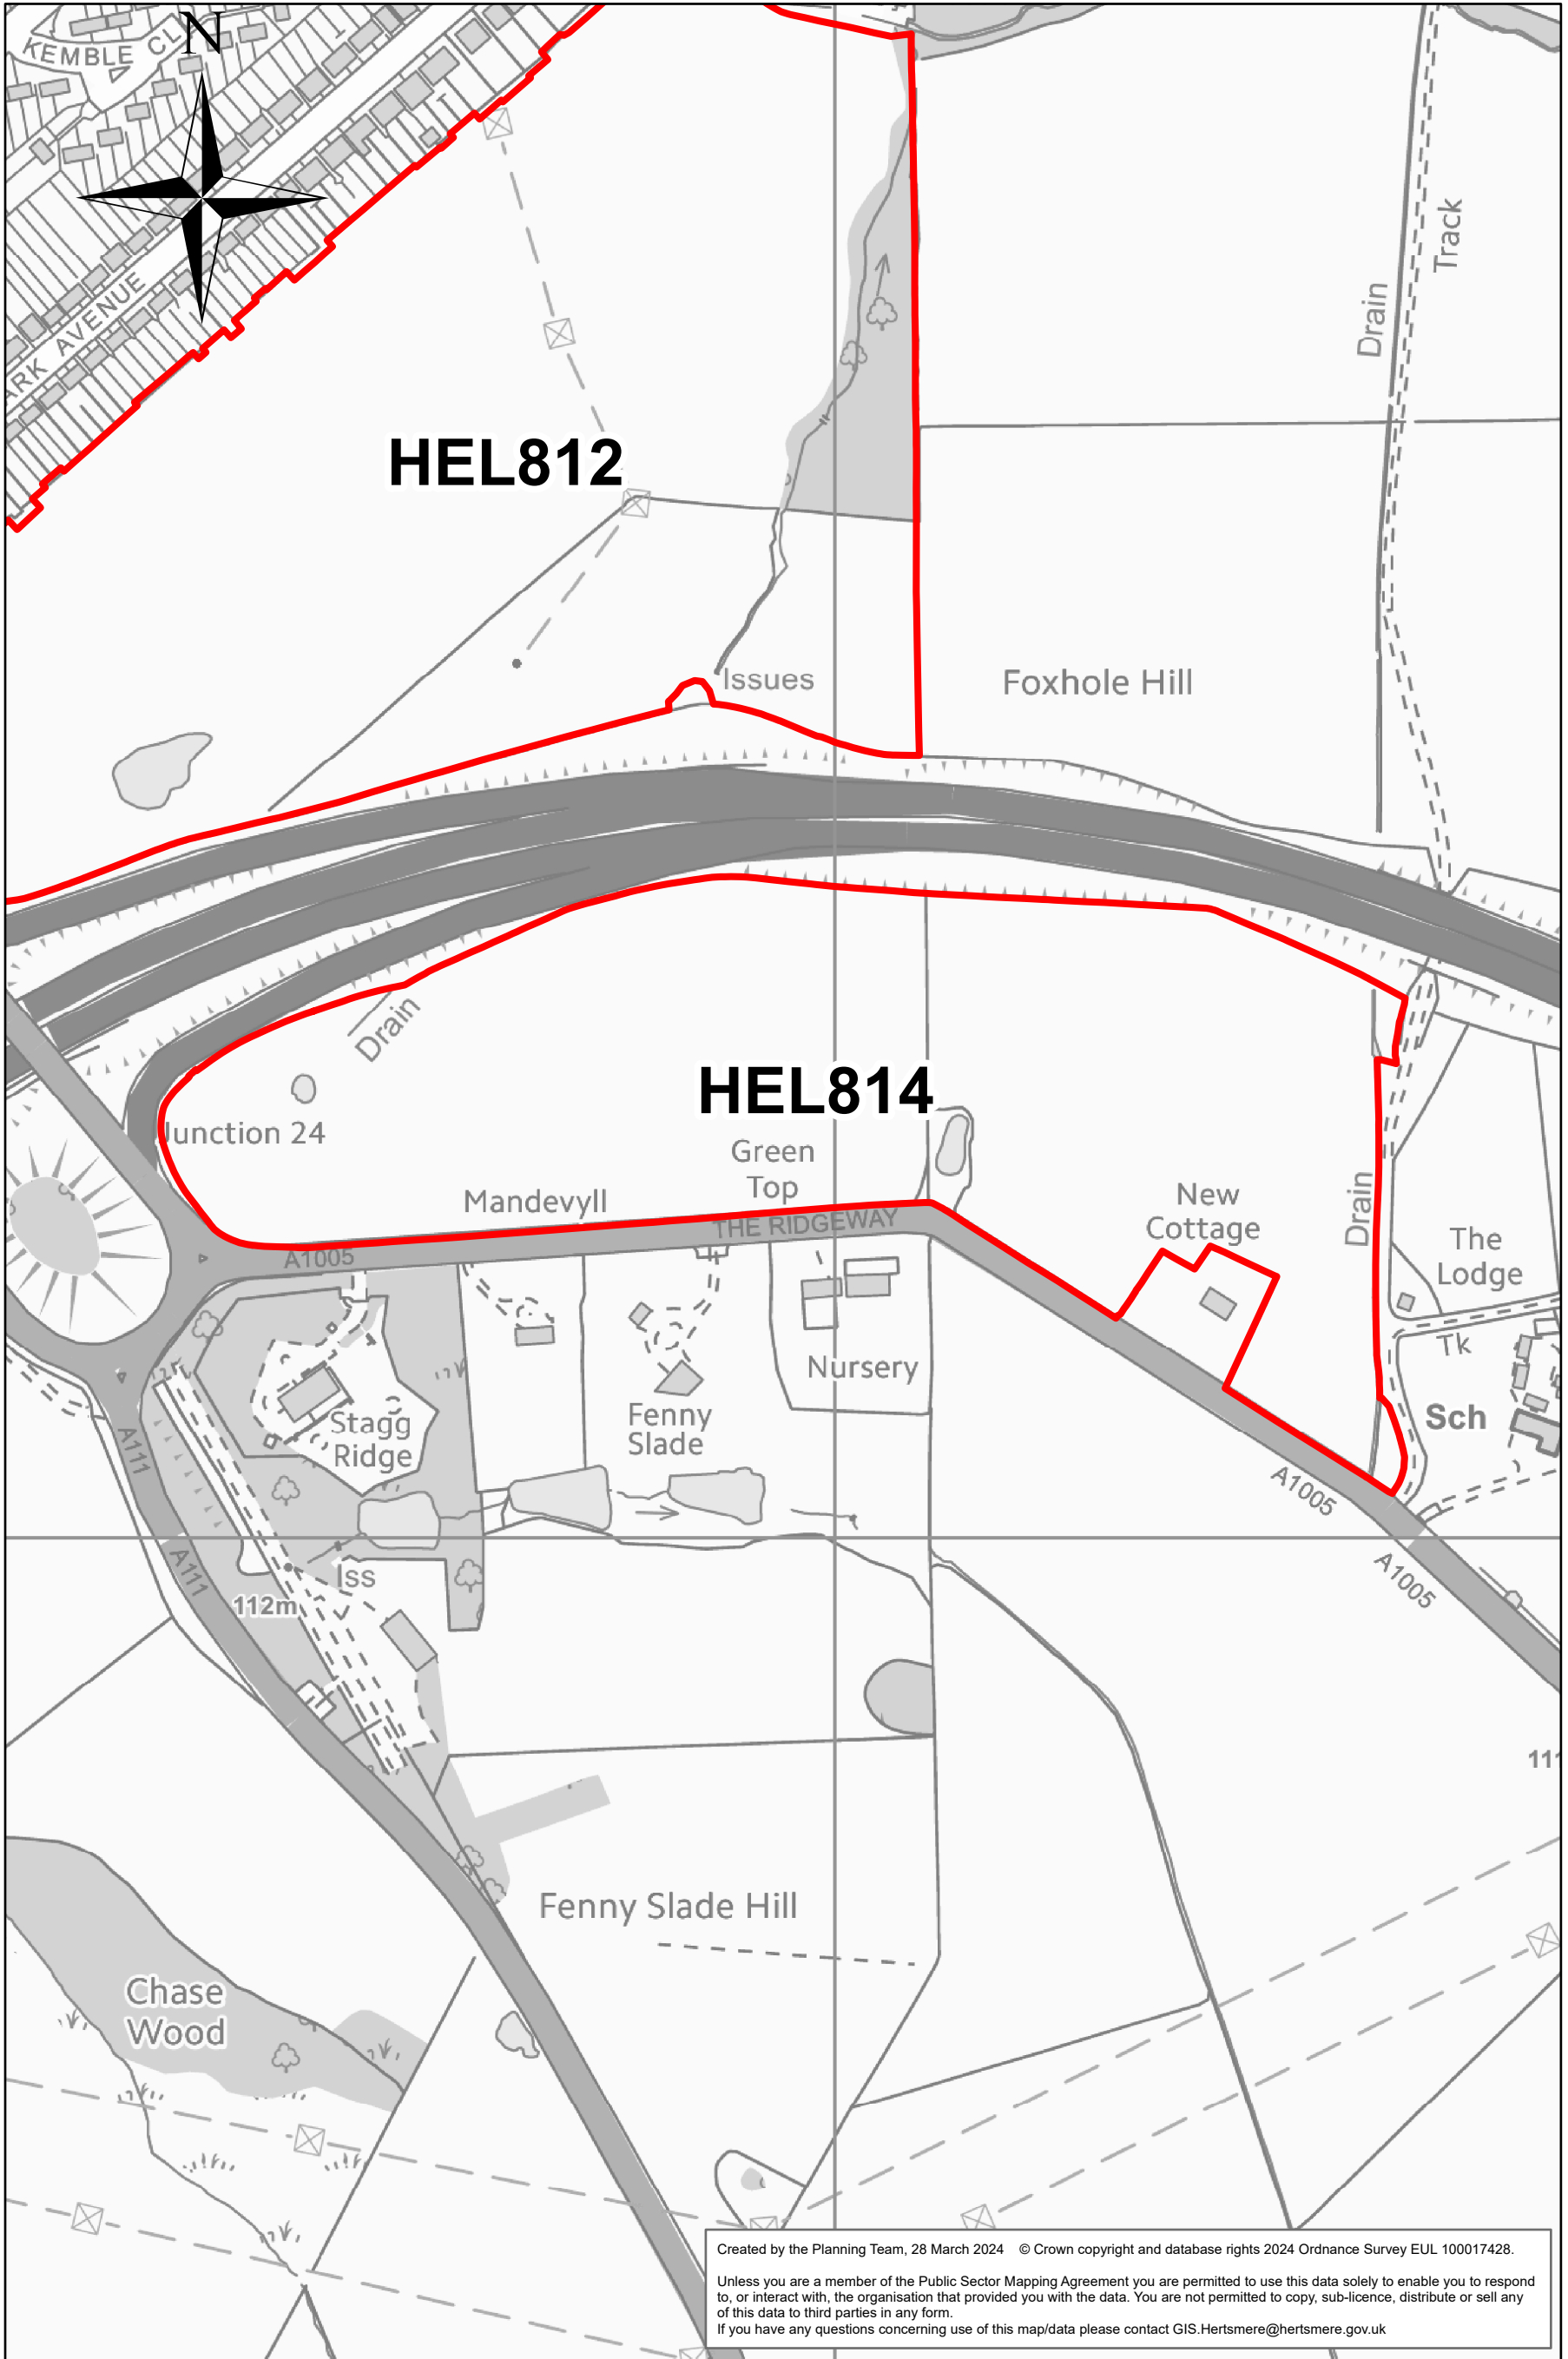 N
KEMBLE CL
ARK AVENUE
Track
Drain
HEL812
Issues
Foxhole Hill
Drain
HEL814
Junction 24
Green
Top
Mandevyll
New
Cottage
Drain
THE RIDGEWAY
A1005
The
Lodge
Tk
Nursery
Stagg
Ridge
Fenny
Slade
Sch
A111
A1005
A111
Iss
112m
A1005
111
Fenny Slade Hill
Chase
Wood
Created by the Planning Team, 28 March 2024 © Crown copyright and database rights 2024 Ordnance Survey EUL 100017428.
Unless you are a member of the Public Sector Mapping Agreement you are permitted to use this data solely to enable you to respond
to, or interact with, the organisation that provided you with the data. You are not permitted to copy, sub-licence, distribute or sell any
of this data to third parties in any form.
If you have any questions concerning use of this map/data please contact GIS.Hertsmere@hertsmere.gov.uk